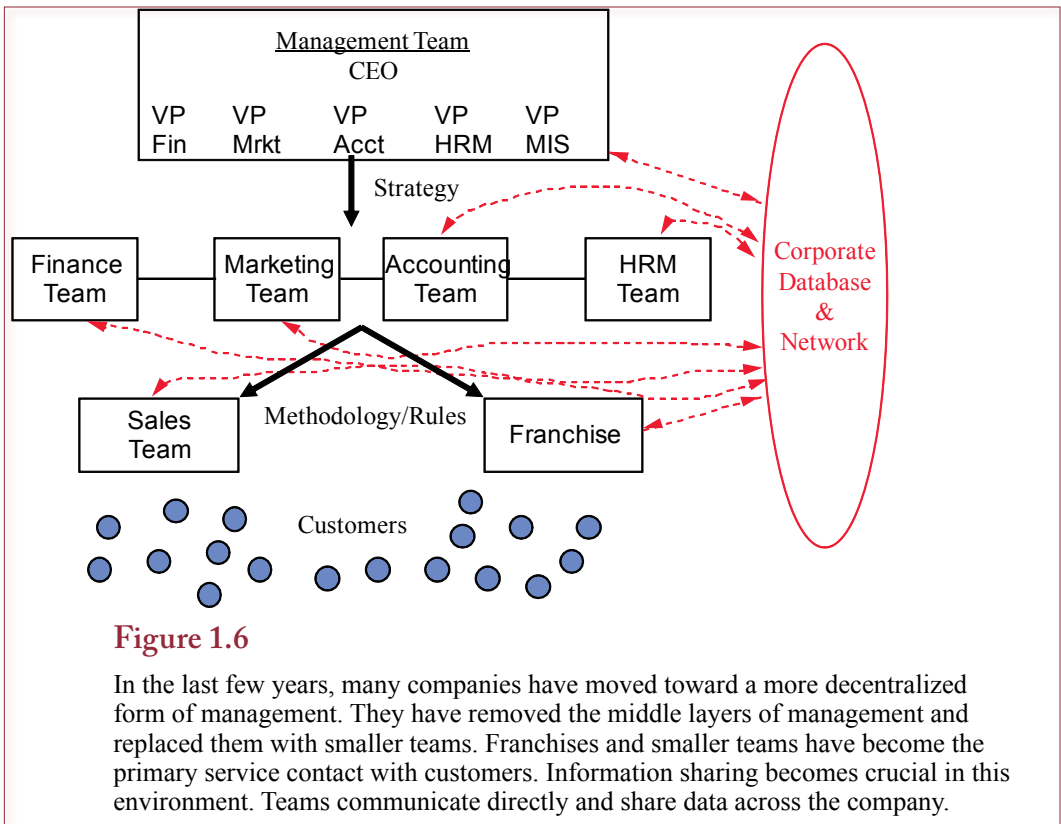 Management Team
CEO
VP VP VP VP VP
Fin Mrkt Acct HRM MIS
Strategy
Finance Team
Marketing Team
Accounting Team
HRM Team
Corporate
Database
&
Network
Sales Team
Methodology/Rules
Franchise
Customers
Figure 1.6
In the last few years, many companies have moved toward a more decentralized
form of management. They have removed the middle layers of management and
replaced them with smaller teams. Franchises and smaller teams have become the
primary service contact with customers. Information sharing becomes crucial in this
environment. Teams communicate directly and share data across the company.